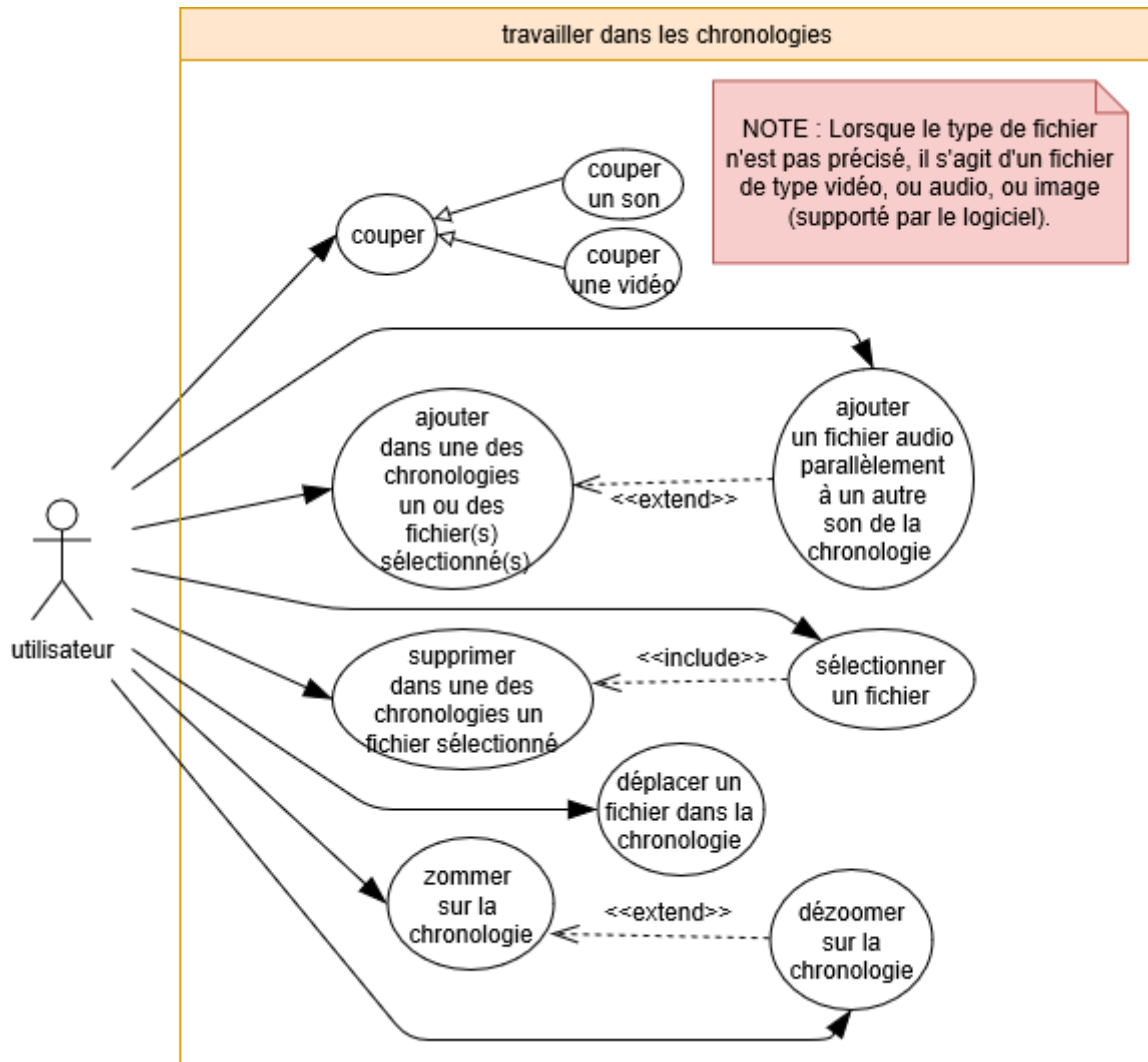 travailler dans les chronologies
NOTE : Lorsque le type de fichier
n'est pas précisé, il s'agit d'un fichier
de type vidéo, ou audio, ou image
(supporté par le logiciel).
couper
un son
couper
couper
une vidéo
ajouter
dans une des
chronologies
un ou des
fichier(s)
sélectionné(s)
<<extend>>
ajouter
un fichier audio
parallèlement
à un autre
son de la
chronologie
utilisateur
supprimer
dans une des
chronologies un
fichier sélectionné
<<include>>
sélectionner
un fichier
déplacer un
fichier dans la
chronologie
zommer
sur la
chronologie
<<extend>>
dézoomer
sur la
chronologie